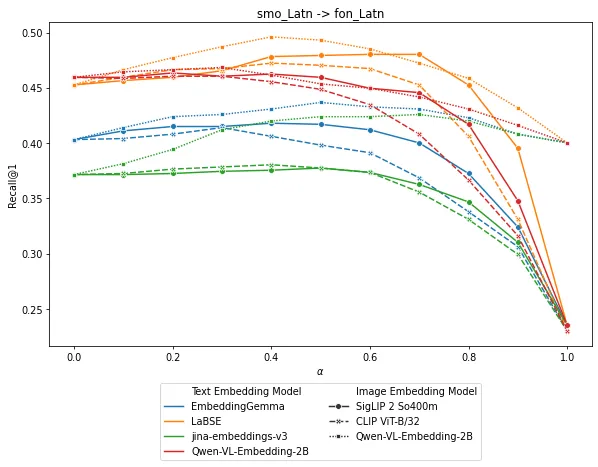 smo_Latn -> fon_Latn
0.50
0.45
0.40
0.35
0.30
0.25
Recall@1
0.0 0.2 0.4 0.6 0.8 1.0
α
Text Embedding Model
EmbeddingGemma
LaBSE
jina-embeddings-v3
Qwen-VL-Embedding-2B
Image Embedding Model
SigLIP 2 So400m
CLIP ViT-B/32
Qwen-VL-Embedding-2B